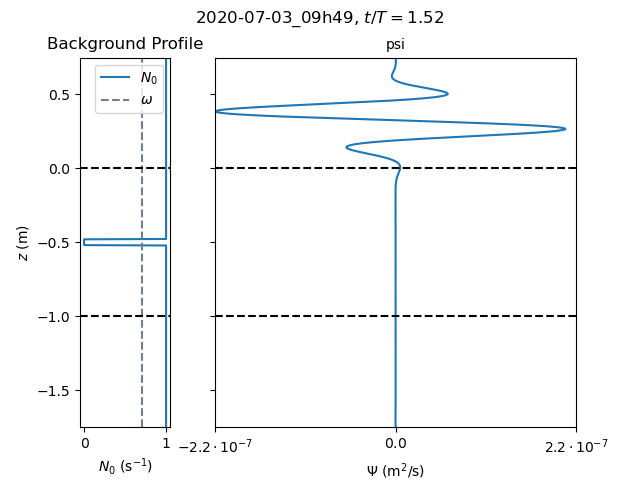 2020-07-03_09h49, t/T = 1.52
Background Profile
psi
N₀
ω
0.5
0.0
−0.5
−1.0
−1.5
z (m)
0 1
−2.2 · 10⁻⁷ 0.0 2.2 · 10⁻⁷
N₀ (s⁻¹)
Ψ (m²/s)